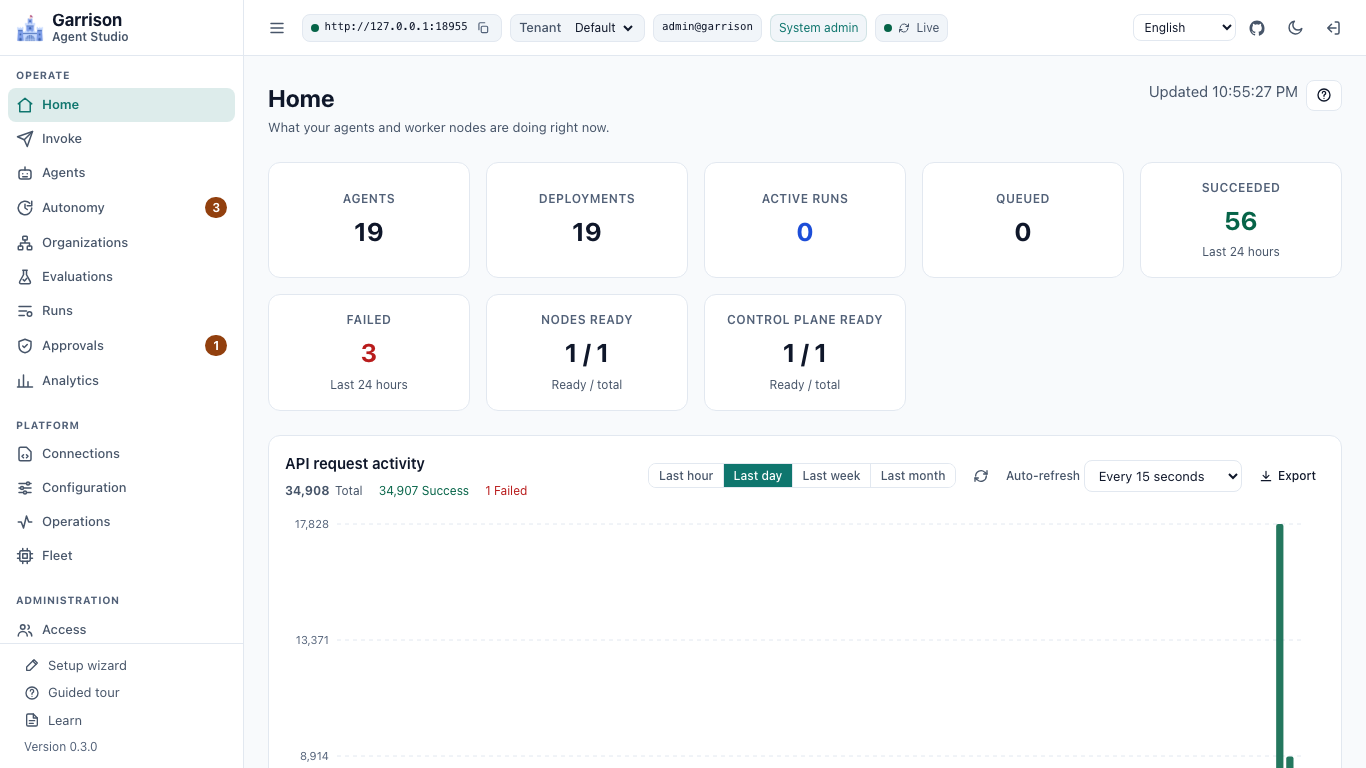 Garrison
Agent Studio
http://127.0.0.1:18955
Tenant Default
admin@garrison
System admin
Live
English
OPERATE
Home
Invoke
Agents
Autonomy 3
Organizations
Evaluations
Runs
Approvals 1
Analytics
PLATFORM
Connections
Configuration
Operations
Fleet
ADMINISTRATION
Access
Setup wizard
Guided tour
Learn
Version 0.3.0
Home
What your agents and worker nodes are doing right now.
Updated 10:55:27 PM
AGENTS
19
DEPLOYMENTS
19
ACTIVE RUNS
0
QUEUED
0
SUCCEEDED
56
Last 24 hours
FAILED
3
Last 24 hours
NODES READY
1 / 1
Ready / total
CONTROL PLANE READY
1 / 1
Ready / total
API request activity
34,908 Total 34,907 Success 1 Failed
Last hour Last day Last week Last month
Auto-refresh Every 15 seconds
Export
17,828
13,371
8,914